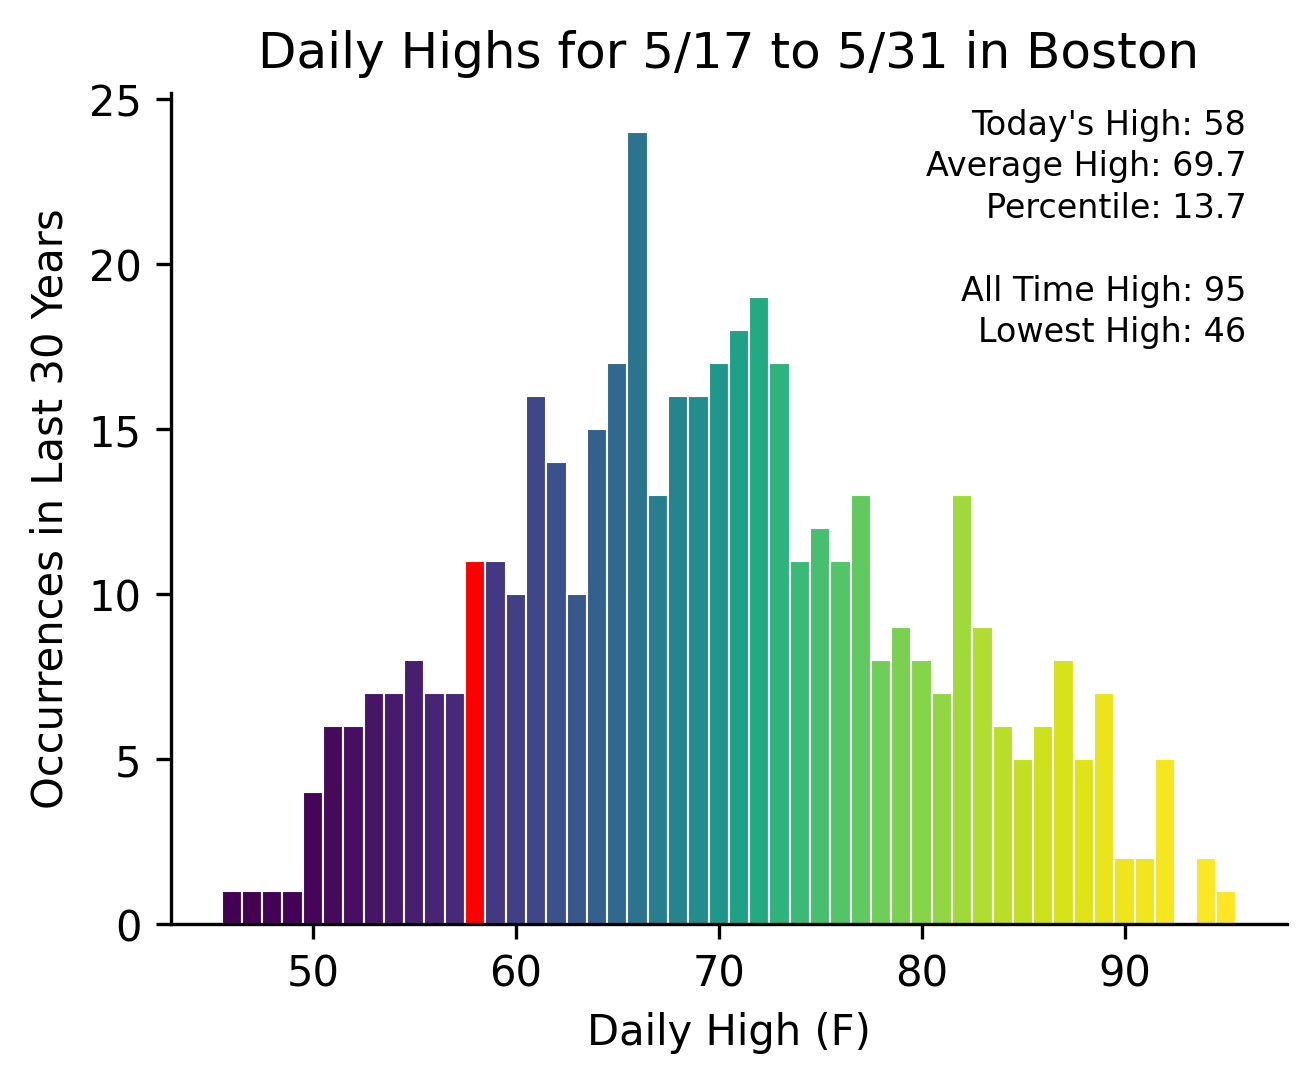 Daily Highs for 5/17 to 5/31 in Boston
25
20
15
10
5
0
Occurrences in Last 30 Years
Today's High: 58
Average High: 69.7
Percentile: 13.7
All Time High: 95
Lowest High: 46
50 60 70 80 90
Daily High (F)